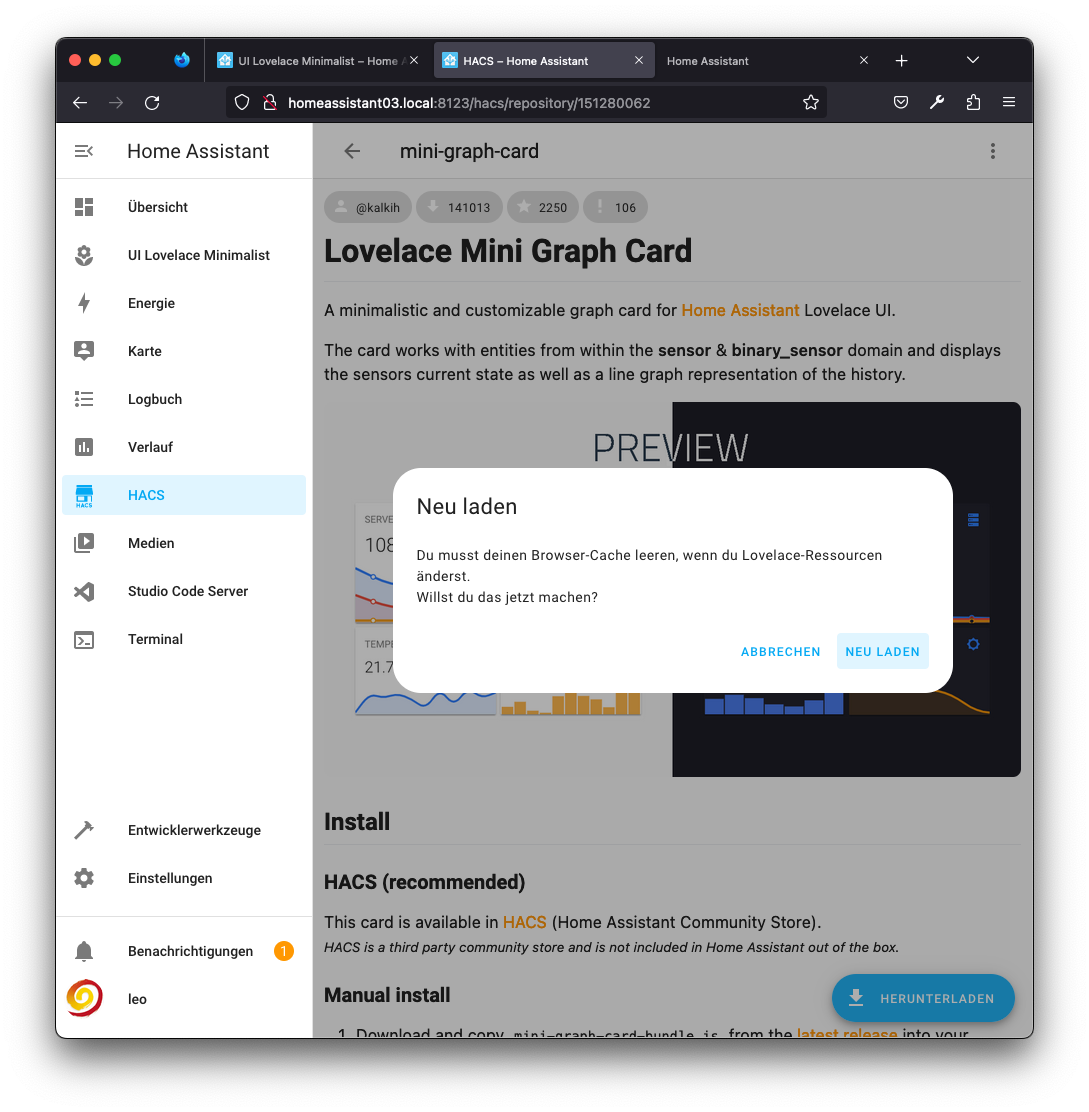 UI Lovelace Minimalist – Home A
HACS – Home Assistant
Home Assistant
homeassistant03.local:8123/hacs/repository/151280062
Home Assistant
mini-graph-card
Übersicht
UI Lovelace Minimalist
Energie
Karte
Logbuch
Verlauf
HACS
HACS
Medien
Studio Code Server
Terminal
Entwicklerwerkzeuge
Einstellungen
Benachrichtigungen
1
leo
@kalkih
141013
2250
106
Lovelace Mini Graph Card
A minimalistic and customizable graph card for Home Assistant Lovelace UI.
The card works with entities from within the sensor & binary_sensor domain and displays
the sensors current state as well as a line graph representation of the history.
PREVIEW
SERVE
108
TEMPE
21.7
Neu laden
Du musst deinen Browser-Cache leeren, wenn du Lovelace-Ressourcen
änderst.
Willst du das jetzt machen?
ABBRECHEN
NEU LADEN
Install
HACS (recommended)
This card is available in HACS (Home Assistant Community Store).
HACS is a third party community store and is not included in Home Assistant out of the box.
Manual install
HERUNTERLADEN
1. Download and copy mini-graph-card-bundle.js from the latest release into your